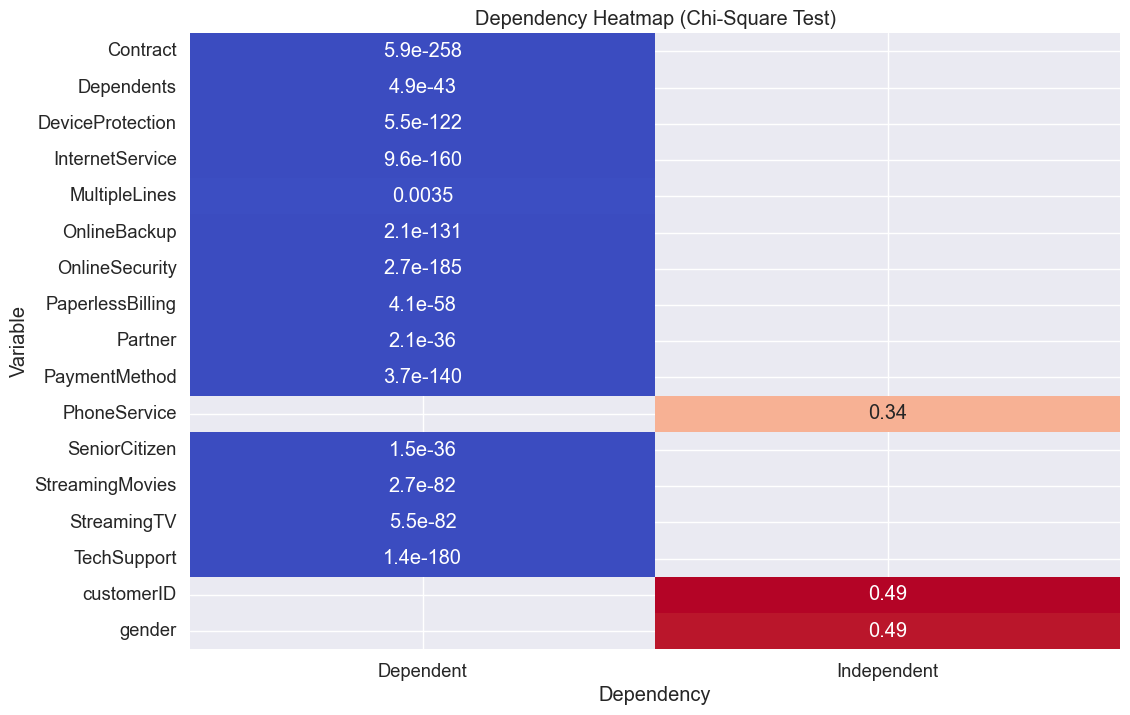 Dependency Heatmap (Chi-Square Test)
Variable
Contract 5.9e-258
Dependents 4.9e-43
DeviceProtection 5.5e-122
InternetService 9.6e-160
MultipleLines 0.0035
OnlineBackup 2.1e-131
OnlineSecurity 2.7e-185
PaperlessBilling 4.1e-58
Partner 2.1e-36
PaymentMethod 3.7e-140
PhoneService 0.34
SeniorCitizen 1.5e-36
StreamingMovies 2.7e-82
StreamingTV 5.5e-82
TechSupport 1.4e-180
customerID 0.49
gender 0.49
Dependent Independent
Dependency